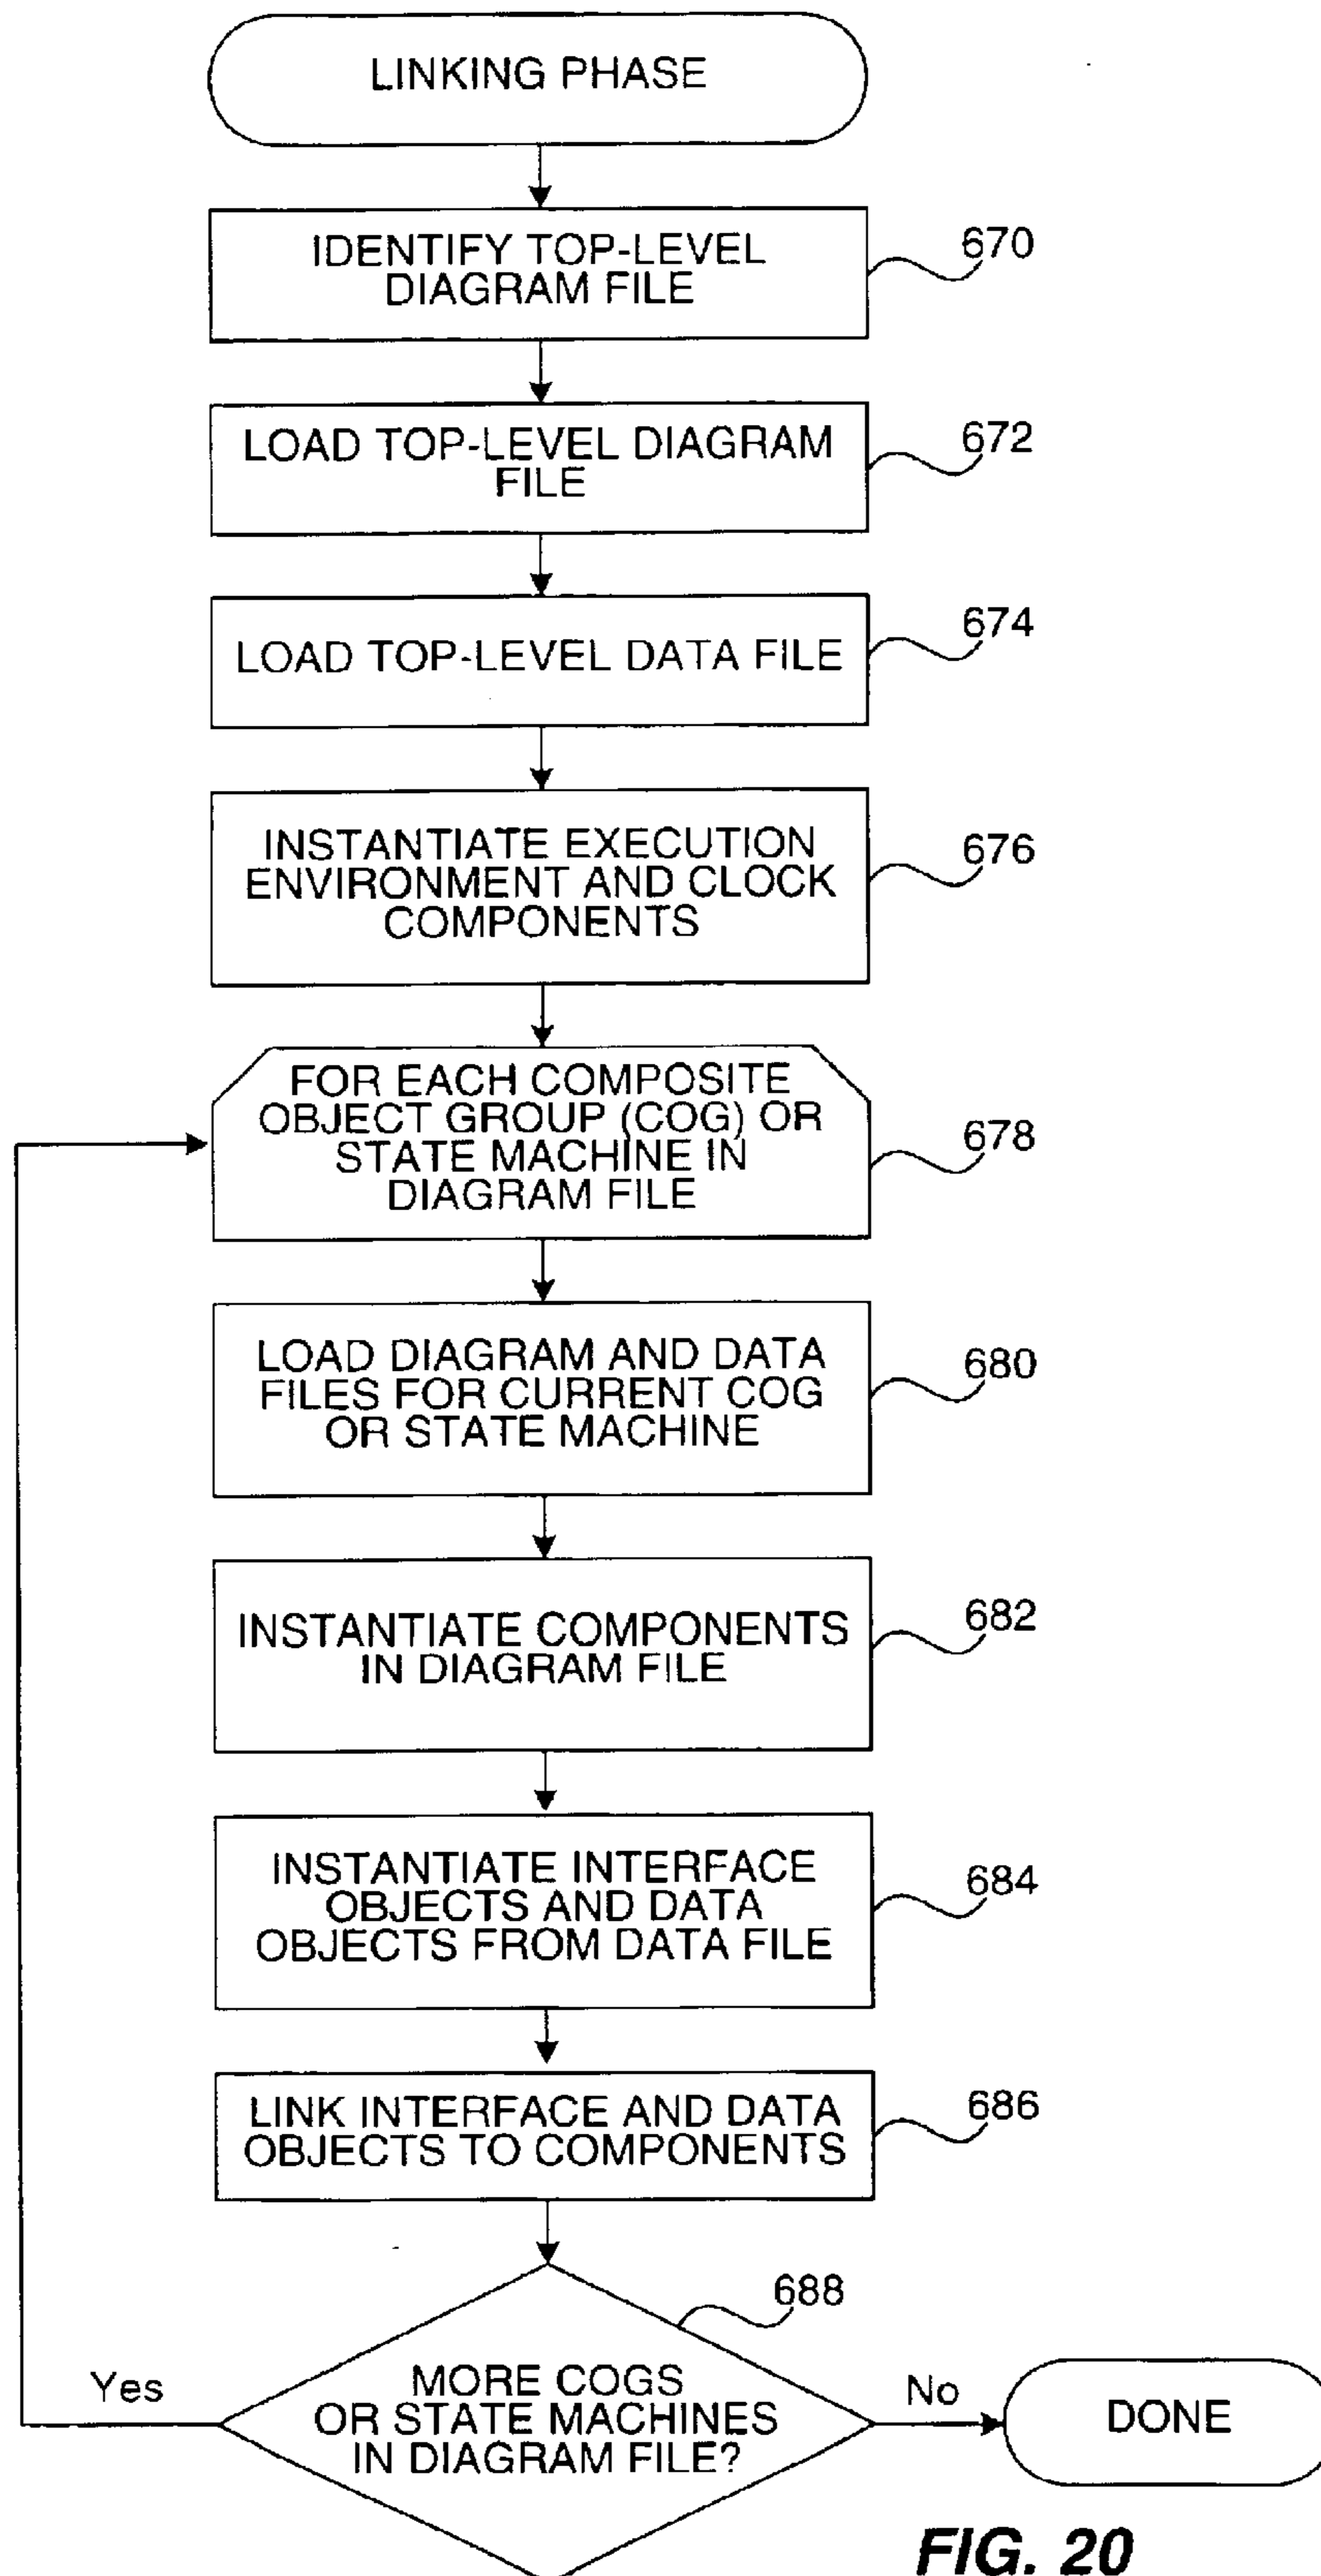 LINKING PHASE
IDENTIFY TOP-LEVEL
DIAGRAM FILE
670
LOAD TOP-LEVEL DIAGRAM
FILE
672
LOAD TOP-LEVEL DATA FILE
674
INSTANTIATE EXECUTION
ENVIRONMENT AND CLOCK
COMPONENTS
676
FOR EACH COMPOSITE
OBJECT GROUP (COG) OR
STATE MACHINE IN
DIAGRAM FILE
678
LOAD DIAGRAM AND DATA
FILES FOR CURRENT COG
OR STATE MACHINE
680
INSTANTIATE COMPONENTS
IN DIAGRAM FILE
682
INSTANTIATE INTERFACE
OBJECTS AND DATA
OBJECTS FROM DATA FILE
684
LINK INTERFACE AND DATA
OBJECTS TO COMPONENTS
686
688
Yes
MORE COGS
OR STATE MACHINES
IN DIAGRAM FILE?
No
DONE
FIG. 20